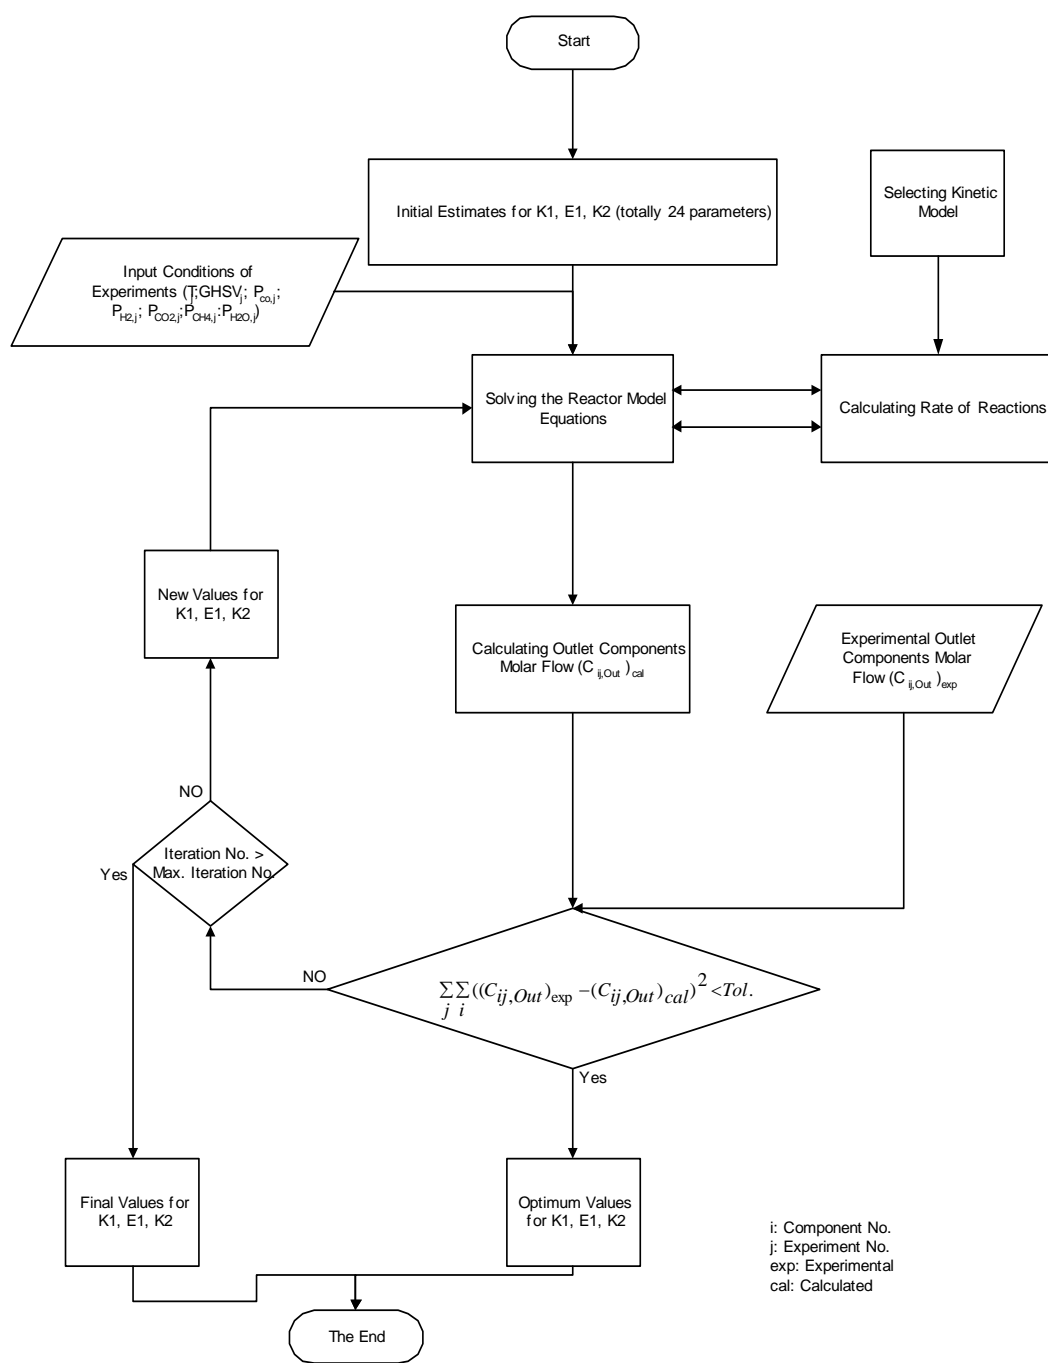 Start
Initial Estimates for K1, E1, K2 (totally 24 parameters)
Selecting Kinetic
Model
Input Conditions of
Experiments (Tj;GHSVj; Pco,j;
PH2,j; PCO2,j;PCH4,j:PH2O,j)
Solving the Reactor Model
Equations
Calculating Rate of Reactions
New Values for
K1, E1, K2
Calculating Outlet Components
Molar Flow (C ij,Out )cal
Experimental Outlet
Components Molar
Flow (C ij,Out )exp
NO
Iteration No. >
Max. Iteration No.
Yes
NO
∑j ∑i ((Cij,Out)exp −(Cij,Out)cal)² <Tol.
Yes
Final Values for
K1, E1, K2
Optimum Values
for K1, E1, K2
i: Component No.
j: Experiment No.
exp: Experimental
cal: Calculated
The End